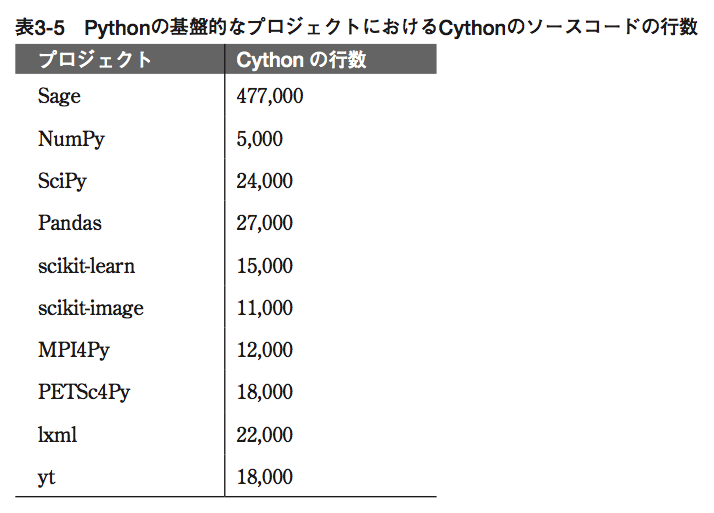 表3-5　Pythonの基盤的なプロジェクトにおけるCythonのソースコードの行数
プロジェクト　Cython の行数
Sage　477,000
NumPy　5,000
SciPy　24,000
Pandas　27,000
scikit-learn　15,000
scikit-image　11,000
MPI4Py　12,000
PETSc4Py　18,000
lxml　22,000
yt　18,000